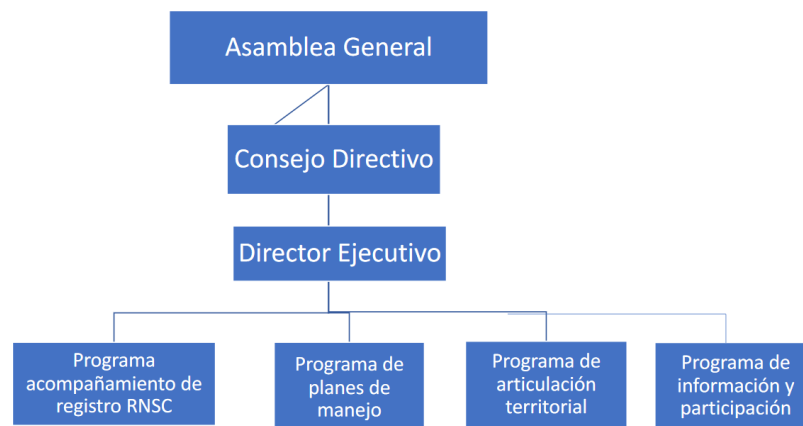 Asamblea General
Consejo Directivo
Director Ejecutivo
Programa
acompañamiento de
registro RNSC
Programa de
planes de
manejo
Programa de
articulación
territorial
Programa de
información y
participación